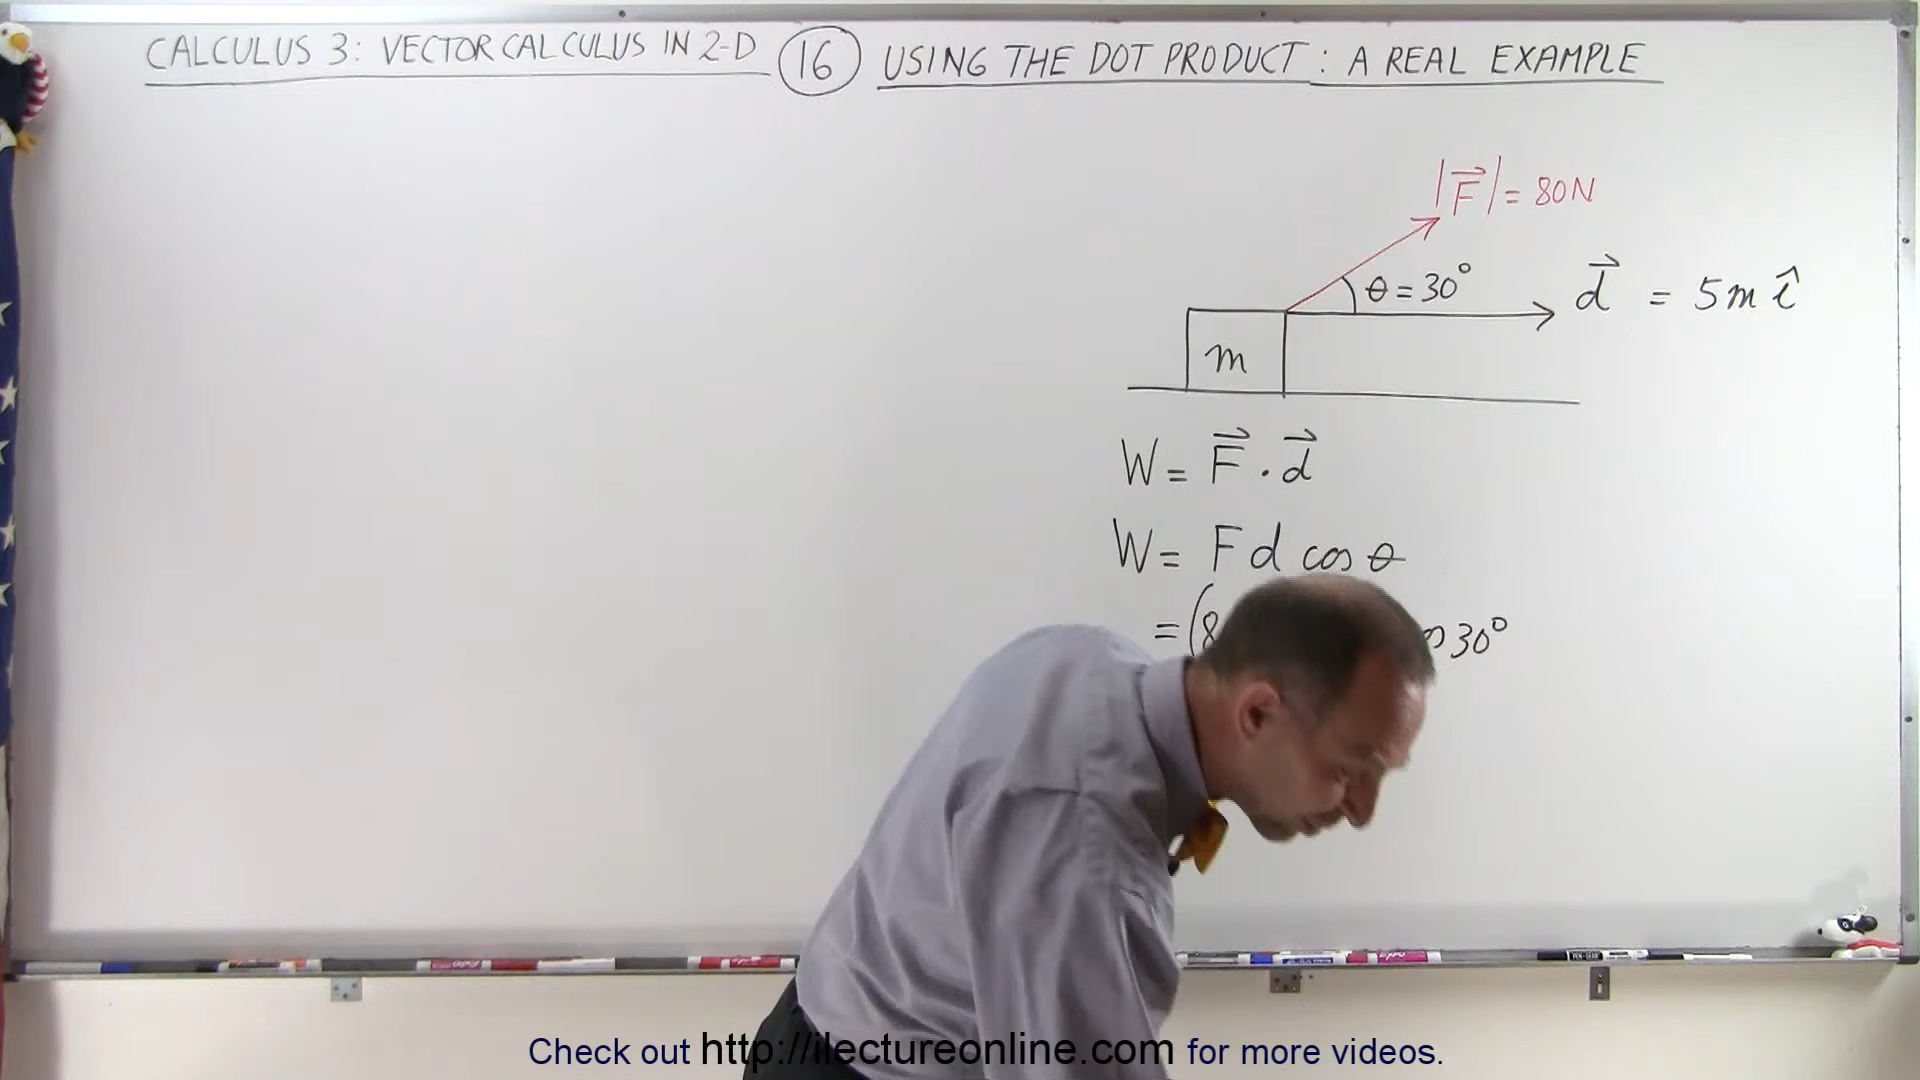 CALCULUS 3: VECTOR CALCULUS IN 2-D (16) USING THE DOT PRODUCT: A REAL EXAMPLE
|F⃗| = 80N
θ = 30°
d⃗ = 5m î
m
W = F⃗ · d⃗
W = F d cos θ
= (8 30°
Check out http://ilectureonline.com for more videos.